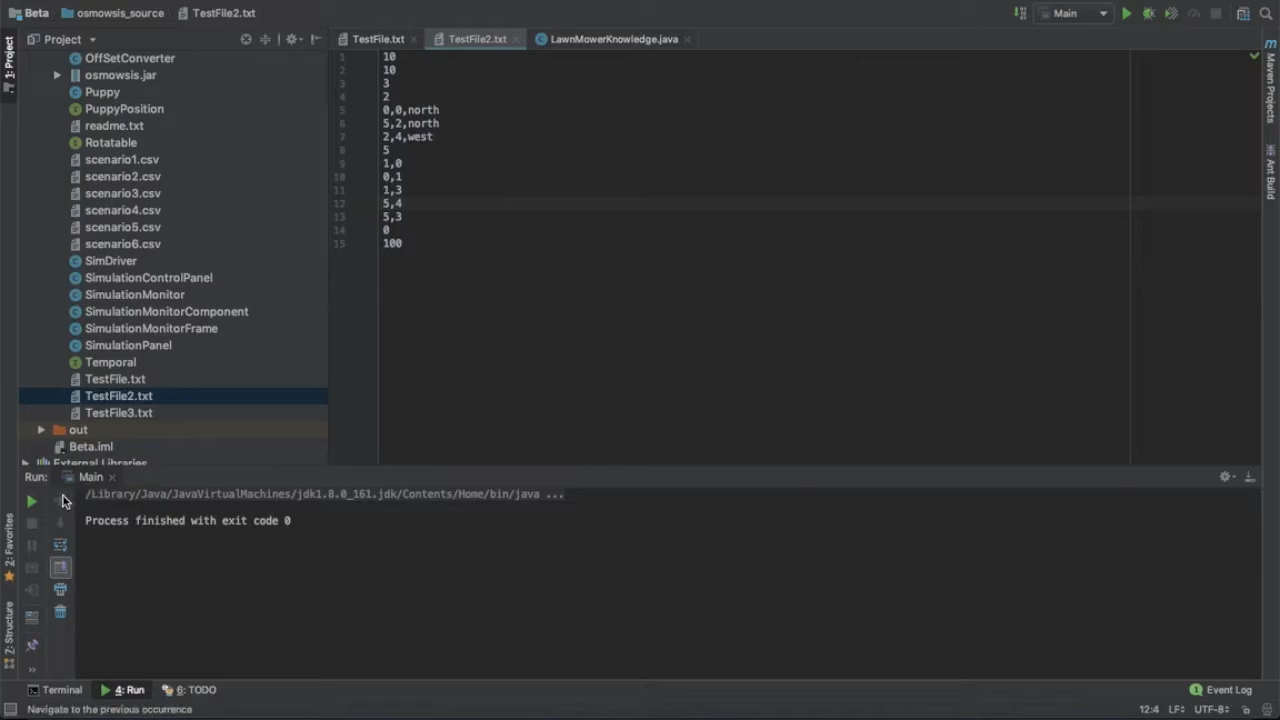 Beta osmowsis_source TestFile2.txt Main
1: Project
Project
TestFile.txt TestFile2.txt LawnMowerKnowledge.java
OffSetConverter
osmowsis.jar
Puppy
PuppyPosition
readme.txt
Rotatable
scenario1.csv
scenario2.csv
scenario3.csv
scenario4.csv
scenario5.csv
scenario6.csv
SimDriver
SimulationControlPanel
SimulationMonitor
SimulationMonitorComponent
SimulationMonitorFrame
SimulationPanel
Temporal
TestFile.txt
TestFile2.txt
TestFile3.txt
out
Beta.iml
External Libraries
1 10
2 10
3 3
4 2
5 0,0,north
6 5,2,north
7 2,4,west
8 5
9 1,0
10 0,1
11 1,3
12 5,4
13 5,3
14 0
15 100
Maven Projects
Ant Build
Run: Main
/Library/Java/JavaVirtualMachines/jdk1.8.0_161.jdk/Contents/Home/bin/java ...
Process finished with exit code 0
2: Favorites
Z: Structure
Terminal 4: Run 6: TODO 1 Event Log
Navigate to the previous occurrence 12:4 LF÷ UTF-8÷